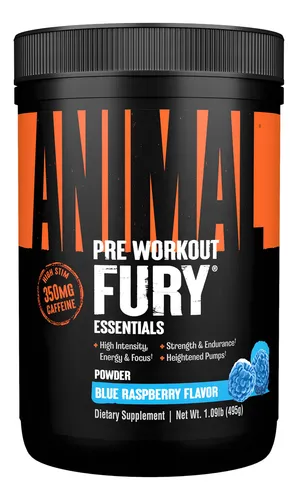 ANIMAL
PRE WORKOUT
FURY®
ESSENTIALS
HIGH STIM
350MG
CAFFEINE
• High Intensity, Energy & Focus†
• Strength & Endurance†
• Heightened Pumps†
POWDER
BLUE RASPBERRY FLAVOR
Dietary Supplement | Net Wt. 1.09lb (495g)